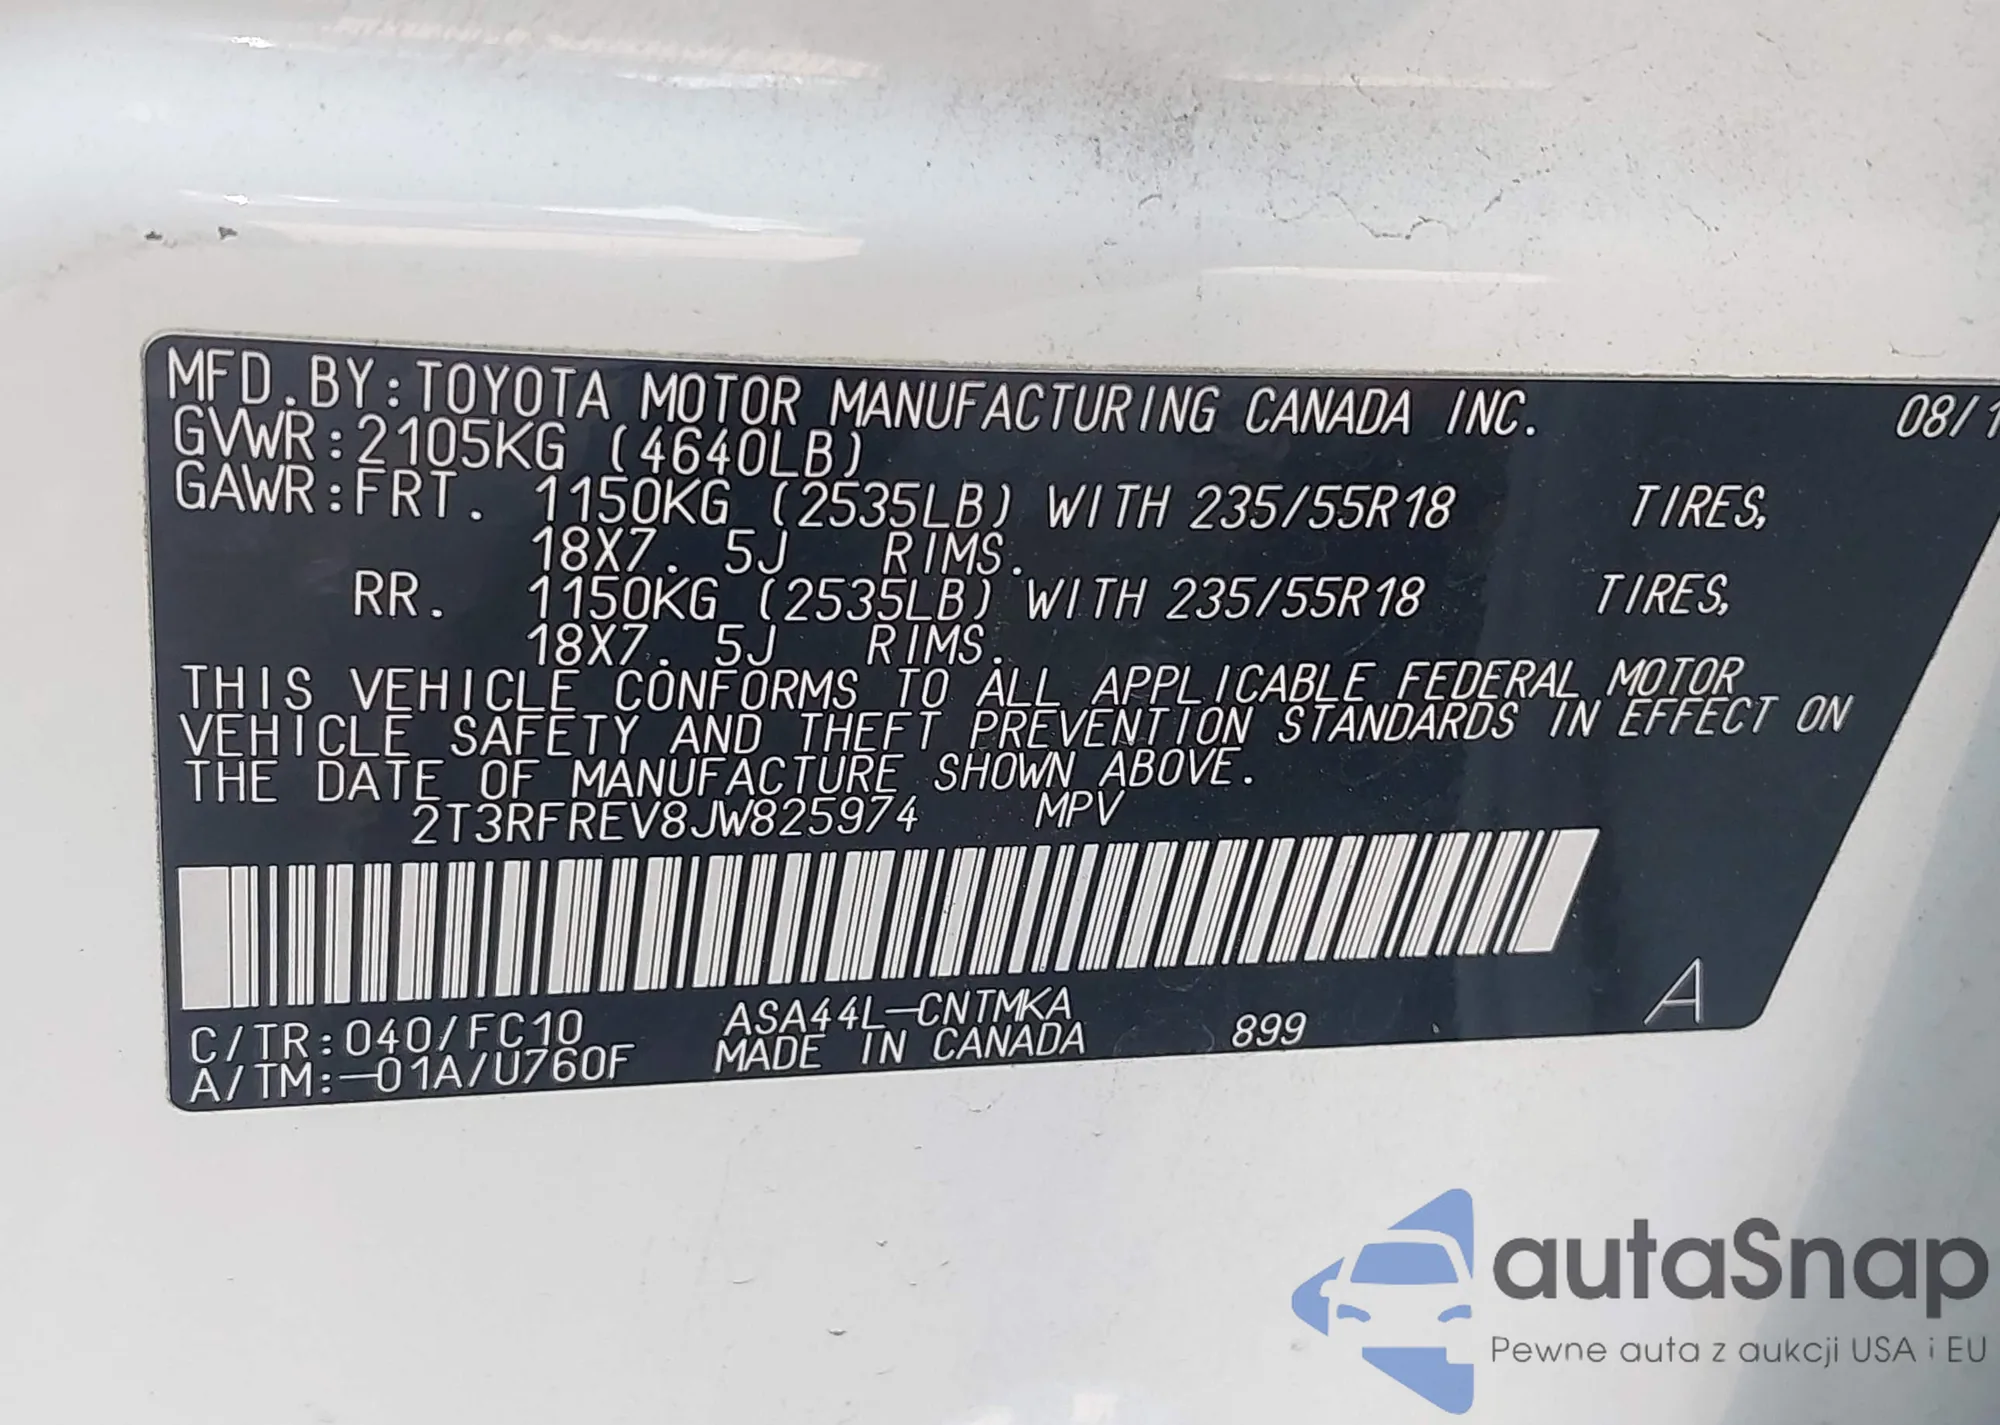 MFD.BY:TOYOTA MOTOR MANUFACTURING CANADA INC. 08/1
GVWR:2105KG (4640LB)
GAWR:FRT. 1150KG (2535LB) WITH 235/55R18 TIRES,
18X7.5J RIMS.
RR. 1150KG (2535LB) WITH 235/55R18 TIRES,
18X7.5J RIMS.
THIS VEHICLE CONFORMS TO ALL APPLICABLE FEDERAL MOTOR
VEHICLE SAFETY AND THEFT PREVENTION STANDARDS IN EFFECT ON
THE DATE OF MANUFACTURE SHOWN ABOVE.
2T3RFREV8JW825974 MPV
C/TR:040/FC10 ASA44L-CNTMKA 899 A
A/TM:-01A/U760F MADE IN CANADA
autaSnap
Pewne auta z aukcji USA i EU